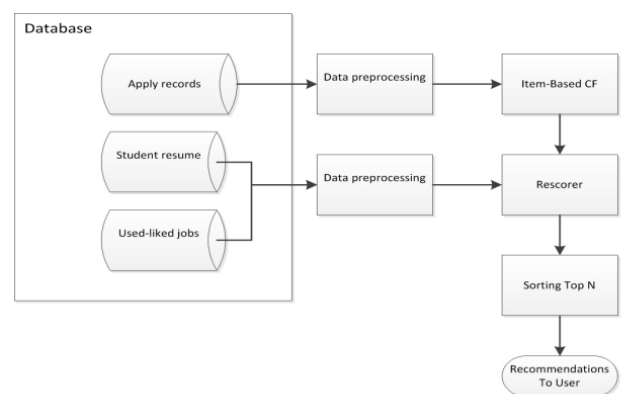 Database
Apply records
Data preprocessing
Item-Based CF
Student resume
Data preprocessing
Rescorer
Used-liked jobs
Sorting Top N
Recommendations
To User